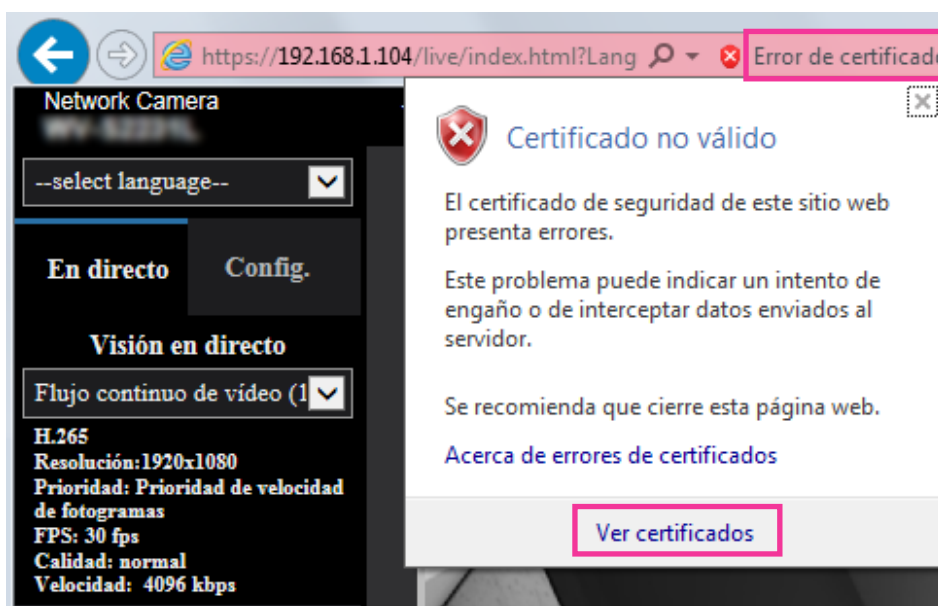 https://192.168.1.104/live/index.html?Lang
Error de certificado
Network Camera
--select language--
En directo
Config.
Visión en directo
Flujo continuo de vídeo (1
H.265
Resolución:1920x1080
Prioridad: Prioridad de velocidad
de fotogramas
FPS: 30 fps
Calidad: normal
Velocidad: 4096 kbps
Certificado no válido
El certificado de seguridad de este sitio web
presenta errores.
Este problema puede indicar un intento de
engaño o de interceptar datos enviados al
servidor.
Se recomienda que cierre esta página web.
Acerca de errores de certificados
Ver certificados